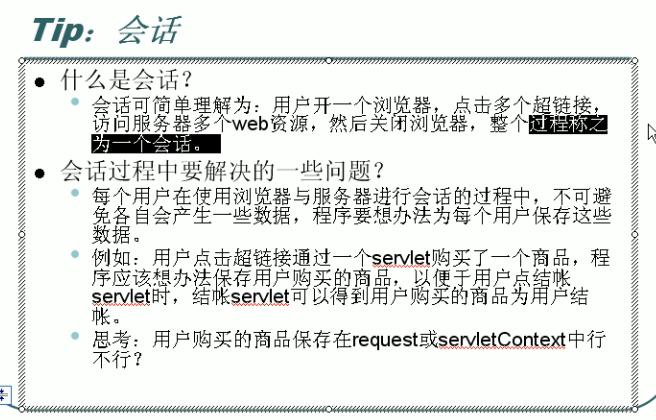 Tip：会话
什么是会话？
会话可简单理解为：用户开一个浏览器，点击多个超链接，
访问服务器多个web资源，然后关闭浏览器，整个过程称之
为一个会话。
会话过程中要解决的一些问题？
每个用户在使用浏览器与服务器进行会话的过程中，不可避
免各自会产生一些数据，程序要想办法为每个用户保存这些
数据。
例如：用户点击超链接通过一个servlet购买了一个商品，程
序应该想办法保存用户购买的商品，以便于用户点结帐
servlet时，结帐servlet可以得到用户购买的商品为用户结
帐。
思考：用户购买的商品保存在request或servletContext中行
不行？